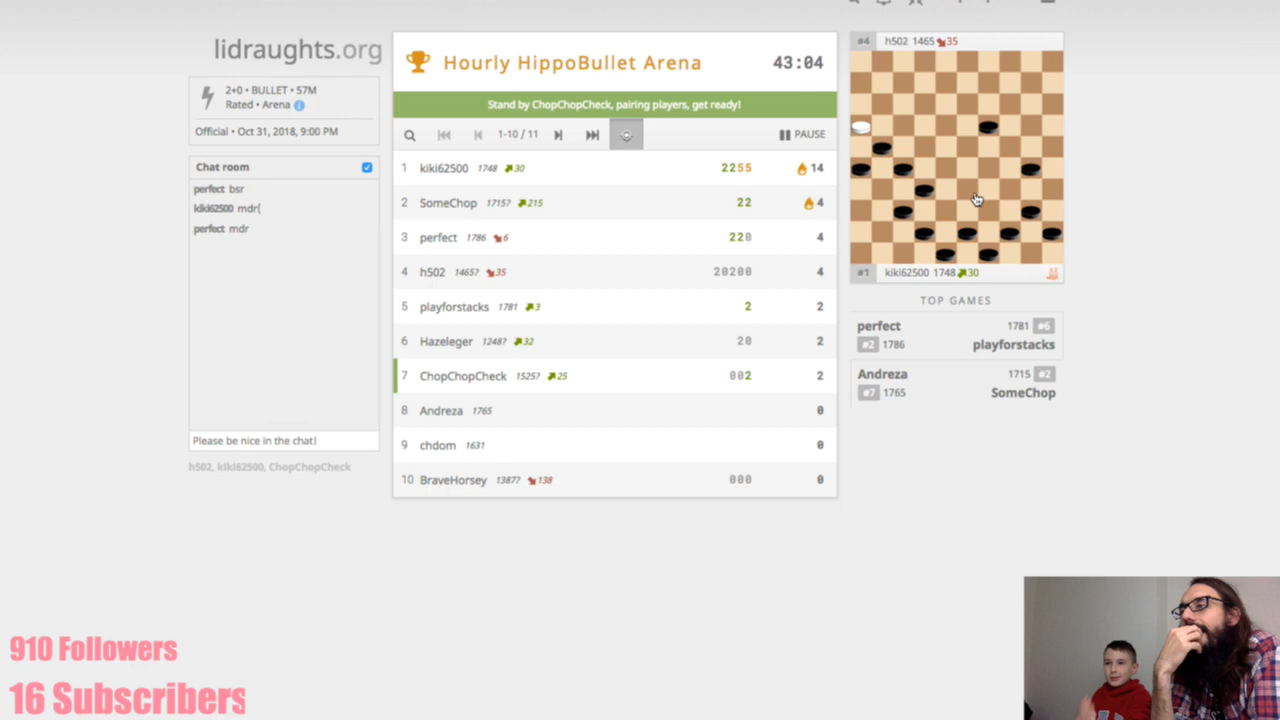 lidraughts.org
2+0 • BULLET • 57M
Rated • Arena
Official • Oct 31, 2018, 9:00 PM
Chat room
perfect bsr
kiki62500 mdr(
perfect mdr
Please be nice in the chat!
h502, kiki62500, ChopChopCheck
Hourly HippoBullet Arena 43:04
Stand by ChopChopCheck, pairing players, get ready!
1-10 / 11 PAUSE
1 kiki62500 1748 30 2255 14
2 SomeChop 1715? 215 22 4
3 perfect 1786 6 220 4
4 h502 1465? 35 20200 4
5 playforstacks 1781 3 2 2
6 Hazeleger 1248? 32 20 2
7 ChopChopCheck 1525? 25 002 2
8 Andreza 1765 0
9 chdom 1631 0
10 BraveHorsey 1387? 138 000 0
#4 h502 1465 35
#1 kiki62500 1748 30
TOP GAMES
perfect 1781 #6
#2 1786 playforstacks
Andreza 1715 #2
#7 1765 SomeChop
910 Followers
16 Subscribers